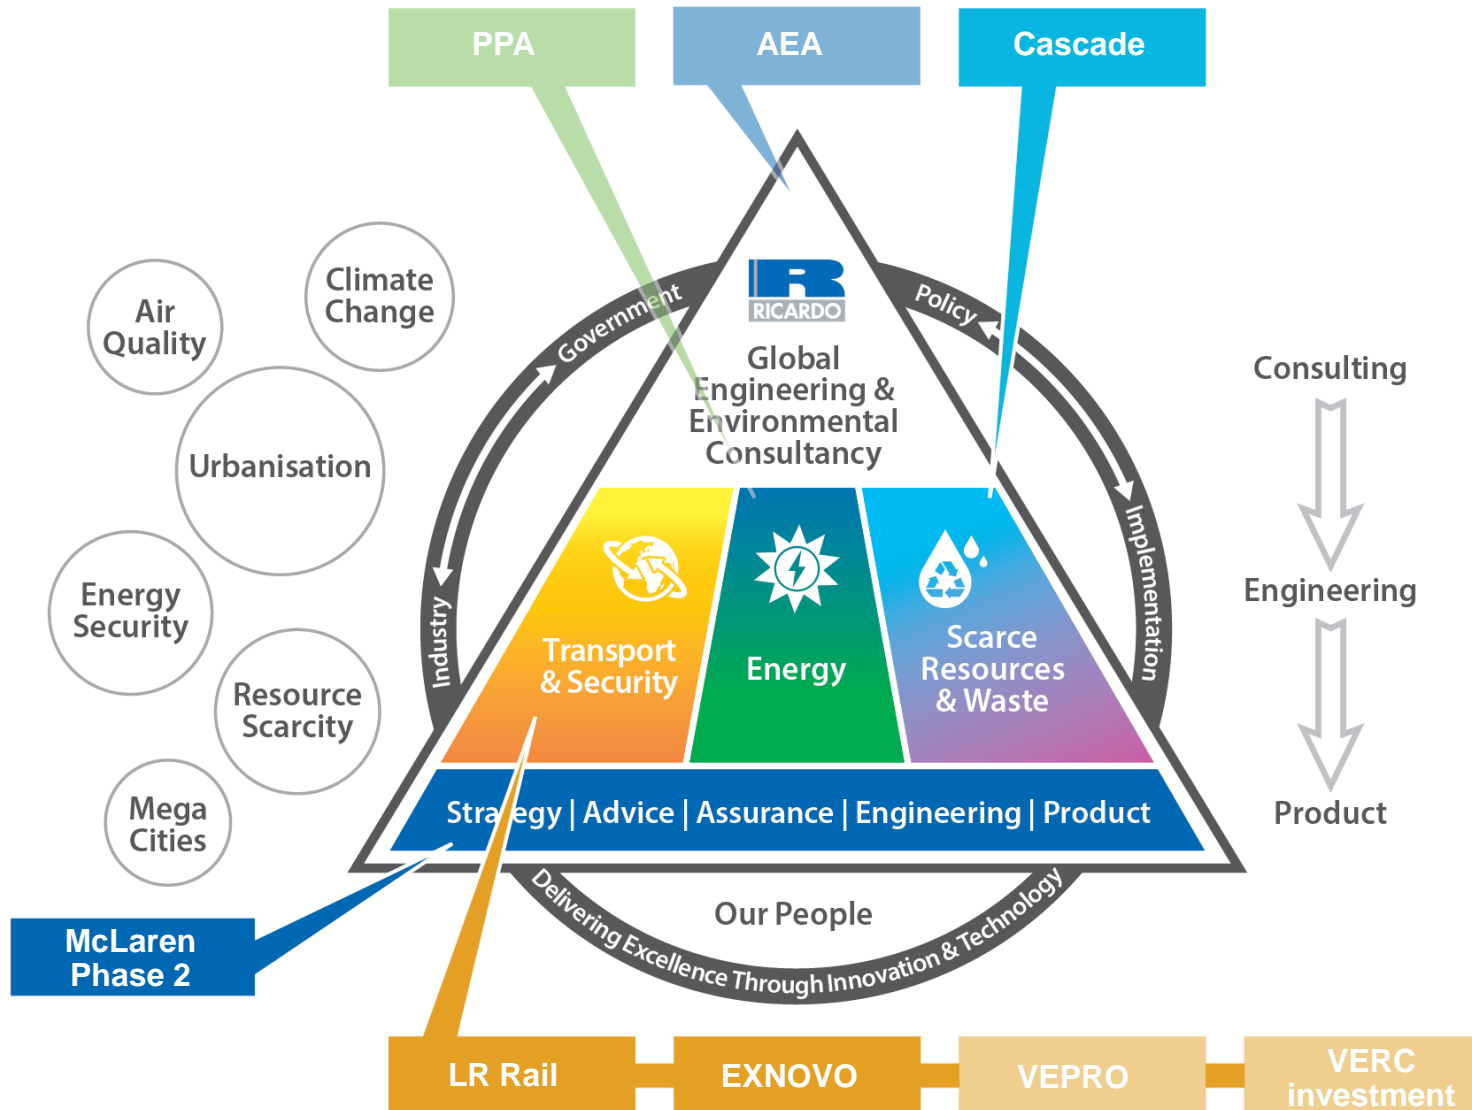 PPA
AEA
Cascade
Air
Quality
Climate
Change
Urbanisation
Energy
Security
Resource
Scarcity
Mega
Cities
Government
Industry
Policy
Implementation
RICARDO
Global
Engineering &
Environmental
Consultancy
Transport
& Security
Energy
Scarce
Resources
& Waste
Strategy | Advice | Assurance | Engineering | Product
Our People
Delivering Excellence Through Innovation & Technology
Consulting
Engineering
Product
McLaren
Phase 2
LR Rail
EXNOVO
VEPRO
VERC
investment